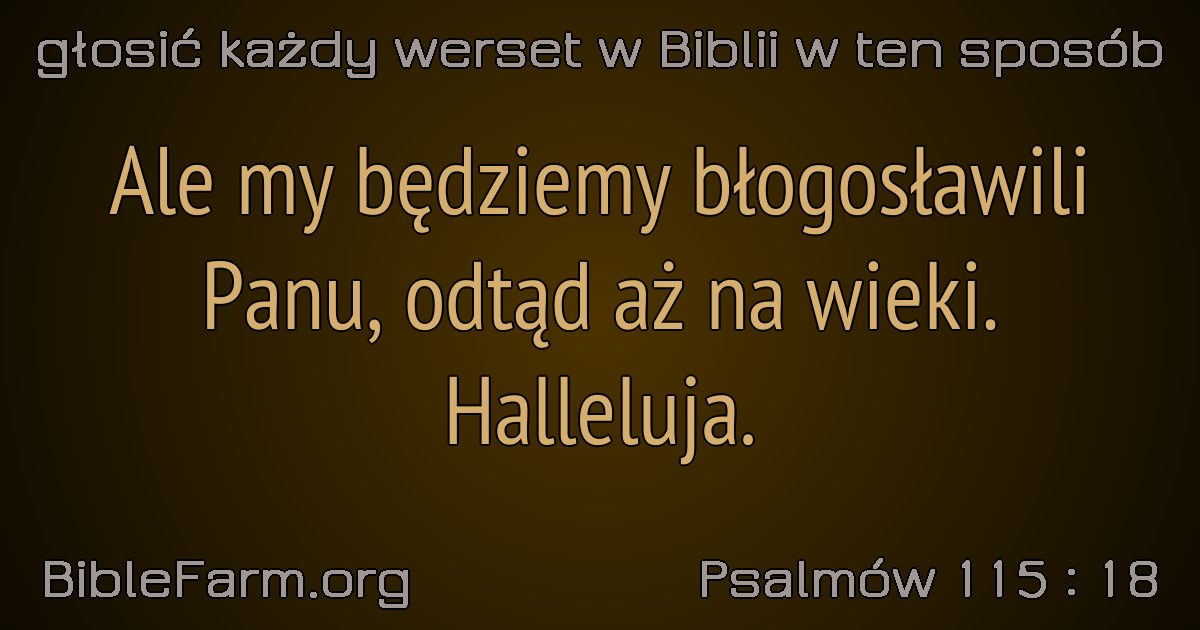 głosić każdy werset w Biblii w ten sposób
Ale my będziemy błogosławili
Panu, odtąd aż na wieki.
Halleluja.
BibleFarm.org
Psalmów 115 : 18